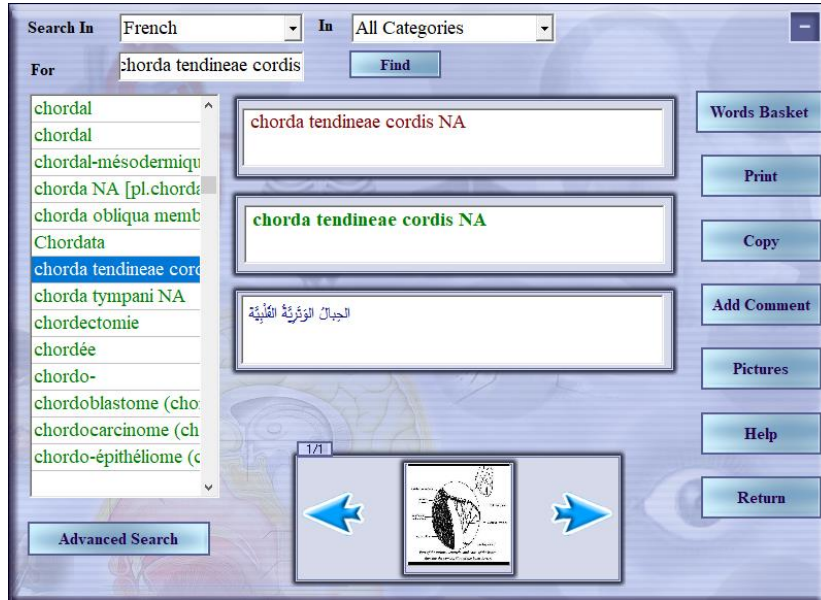 Search In French In All Categories
For chorda tendineae cordis Find
chordal
chordal
chordal-mésodermiqu
chorda NA [pl.chorda
chorda obliqua memb
Chordata
chorda tendineae cord
chorda tympani NA
chordectomie
chordée
chordo-
chordoblastome (cho
chordocarcinome (ch
chordo-épithéliome (c
Advanced Search
chorda tendineae cordis NA
chorda tendineae cordis NA
الحِبالُ الوَتَرِيَّةُ القَلْبِيَّة
1/1
Words Basket
Print
Copy
Add Comment
Pictures
Help
Return